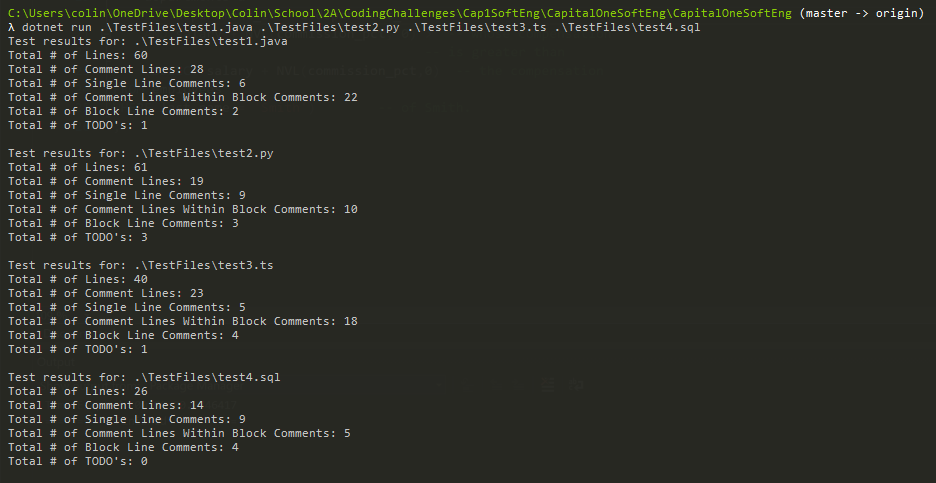 C:\Users\colin\OneDrive\Desktop\Colin\School\2A\CodingChallenges\Cap1SoftEng\CapitalOneSoftEng\CapitalOneSoftEng (master -> origin)
λ dotnet run .\TestFiles\test1.java .\TestFiles\test2.py .\TestFiles\test3.ts .\TestFiles\test4.sql
Test results for: .\TestFiles\test1.java
Total # of Lines: 60
Total # of Comment Lines: 28
Total # of Single Line Comments: 6
Total # of Comment Lines Within Block Comments: 22
Total # of Block Line Comments: 2
Total # of TODO's: 1

Test results for: .\TestFiles\test2.py
Total # of Lines: 61
Total # of Comment Lines: 19
Total # of Single Line Comments: 9
Total # of Comment Lines Within Block Comments: 10
Total # of Block Line Comments: 3
Total # of TODO's: 3

Test results for: .\TestFiles\test3.ts
Total # of Lines: 40
Total # of Comment Lines: 23
Total # of Single Line Comments: 5
Total # of Comment Lines Within Block Comments: 18
Total # of Block Line Comments: 4
Total # of TODO's: 1

Test results for: .\TestFiles\test4.sql
Total # of Lines: 26
Total # of Comment Lines: 14
Total # of Single Line Comments: 9
Total # of Comment Lines Within Block Comments: 5
Total # of Block Line Comments: 4
Total # of TODO's: 0